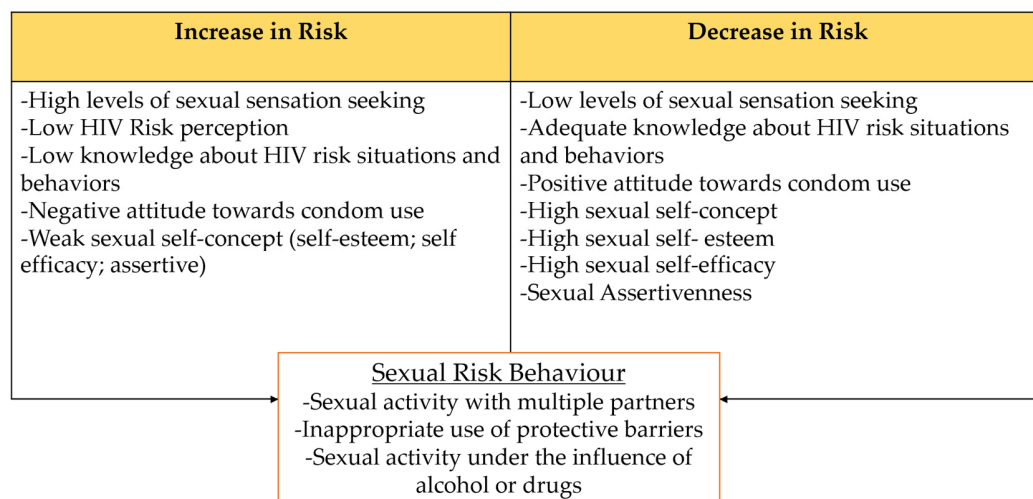 Increase in Risk
Decrease in Risk
-High levels of sexual sensation seeking
-Low HIV Risk perception
-Low knowledge about HIV risk situations and
behaviors
-Negative attitude towards condom use
-Weak sexual self-concept (self-esteem; self
efficacy; assertive)
-Low levels of sexual sensation seeking
-Adequate knowledge about HIV risk situations
and behaviors
-Positive attitude towards condom use
-High sexual self-concept
-High sexual self- esteem
-High sexual self-efficacy
-Sexual Assertivenness
Sexual Risk Behaviour
-Sexual activity with multiple partners
-Inappropriate use of protective barriers
-Sexual activity under the influence of
alcohol or drugs